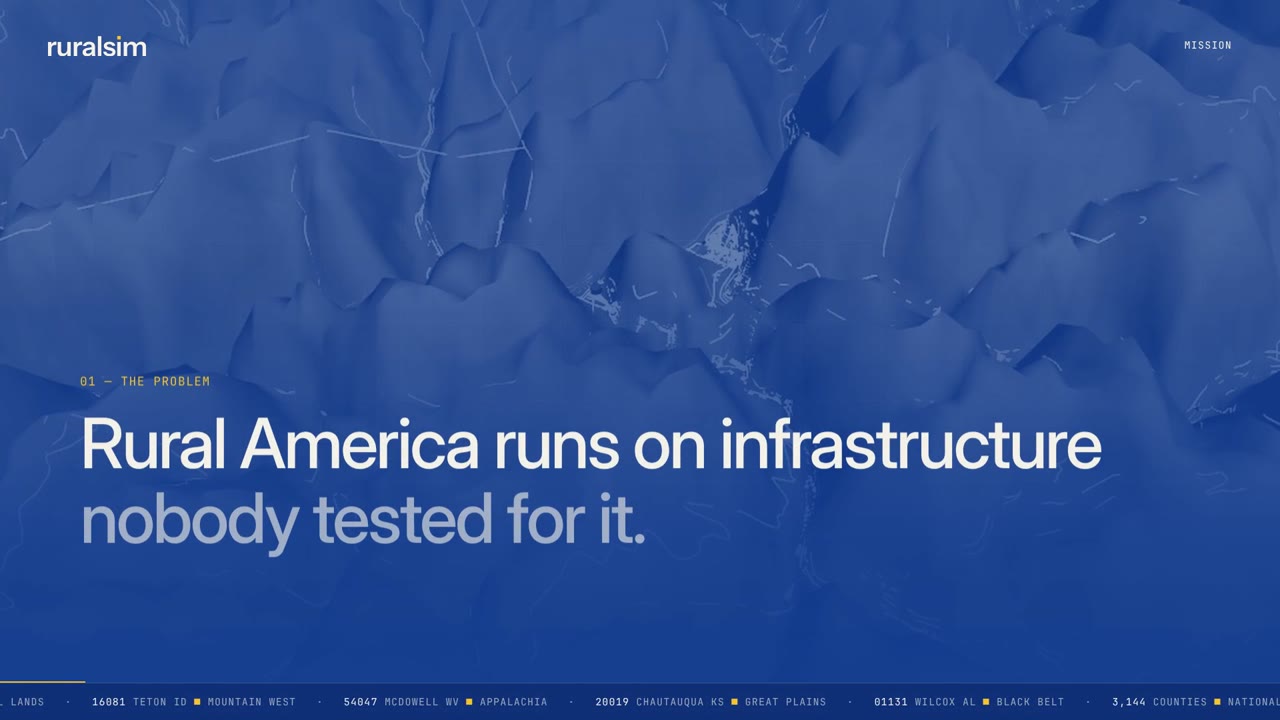 ruralsim
MISSION
01 — THE PROBLEM
Rural America runs on infrastructure
nobody tested for it.
LANDS · 16081 TETON ID ■ MOUNTAIN WEST · 54047 MCDOWELL WV ■ APPALACHIA · 20019 CHAUTAUQUA KS ■ GREAT PLAINS · 01131 WILCOX AL ■ BLACK BELT · 3,144 COUNTIES ■ NATIONAL